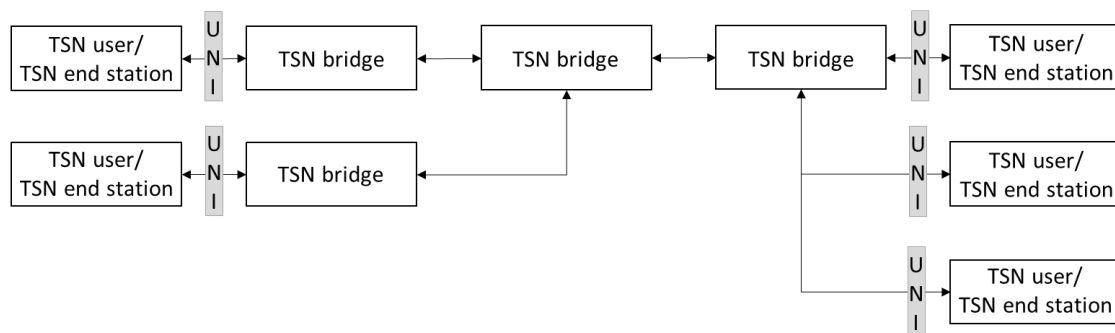 TSN user/
TSN end station
U
N
I
TSN bridge
TSN bridge
TSN bridge
U
N
I
TSN user/
TSN end station
TSN user/
TSN end station
U
N
I
TSN bridge
U
N
I
TSN user/
TSN end station
U
N
I
TSN user/
TSN end station